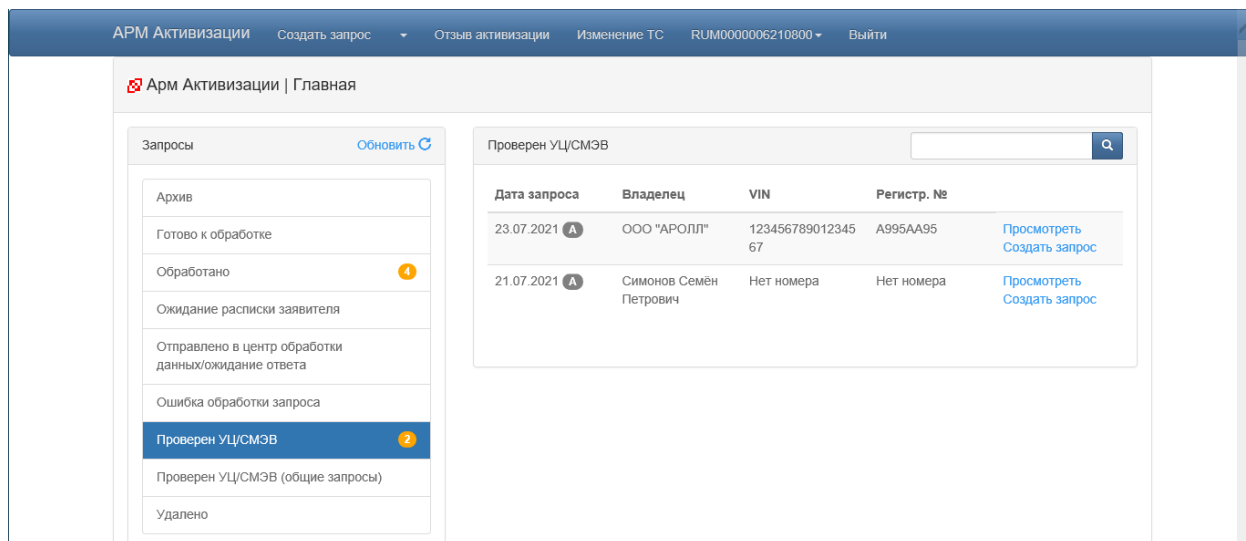 АРМ Активизации Создать запрос Отзыв активизации Изменение ТС RUM0000006210800 Выйти
Арм Активизации | Главная
Запросы Обновить
Архив
Готово к обработке
Обработано 4
Ожидание расписки заявителя
Отправлено в центр обработки
данных/ожидание ответа
Ошибка обработки запроса
Проверен УЦ/СМЭВ 2
Проверен УЦ/СМЭВ (общие запросы)
Удалено
Проверен УЦ/СМЭВ
Дата запроса Владелец VIN Регистр. №
23.07.2021 А ООО "АРОЛЛ" 123456789012345 А995АА95 Просмотреть
67 Создать запрос
21.07.2021 А Симонов Семён Нет номера Нет номера Просмотреть
Петрович Создать запрос